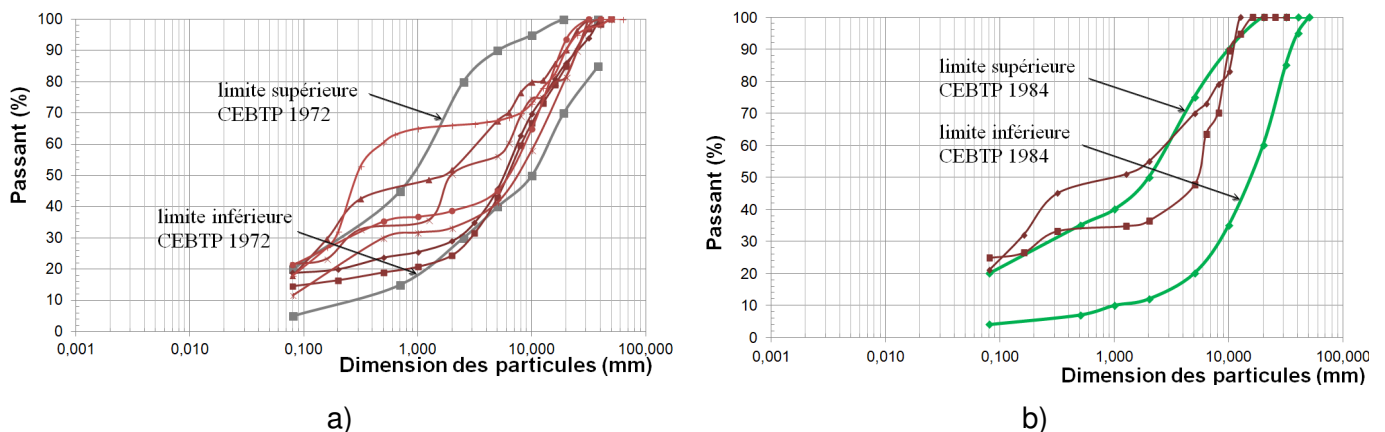 100
90
80
70
60
50
40
30
20
10
0
Passant (%)
limite supérieure
CEBTP 1972
limite inférieure
CEBTP 1972
0,001
0,010
0,100
1,000
10,000
100,000
Dimension des particules (mm)
a)
100
90
80
70
60
50
40
30
20
10
0
Passant (%)
limite supérieure
CEBTP 1984
limite inférieure
CEBTP 1984
0,001
0,010
0,100
1,000
10,000
100,000
Dimension des particules (mm)
b)